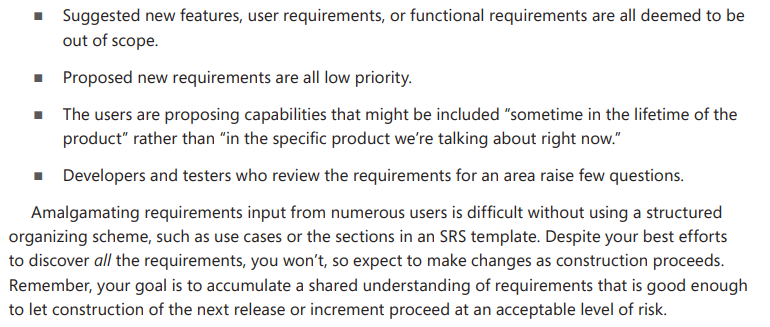 ■ Suggested new features, user requirements, or functional requirements are all deemed to be
out of scope.
■ Proposed new requirements are all low priority.
■ The users are proposing capabilities that might be included “sometime in the lifetime of the
product” rather than “in the specific product we’re talking about right now.”
■ Developers and testers who review the requirements for an area raise few questions.
Amalgamating requirements input from numerous users is difficult without using a structured
organizing scheme, such as use cases or the sections in an SRS template. Despite your best efforts
to discover all the requirements, you won’t, so expect to make changes as construction proceeds.
Remember, your goal is to accumulate a shared understanding of requirements that is good enough
to let construction of the next release or increment proceed at an acceptable level of risk.